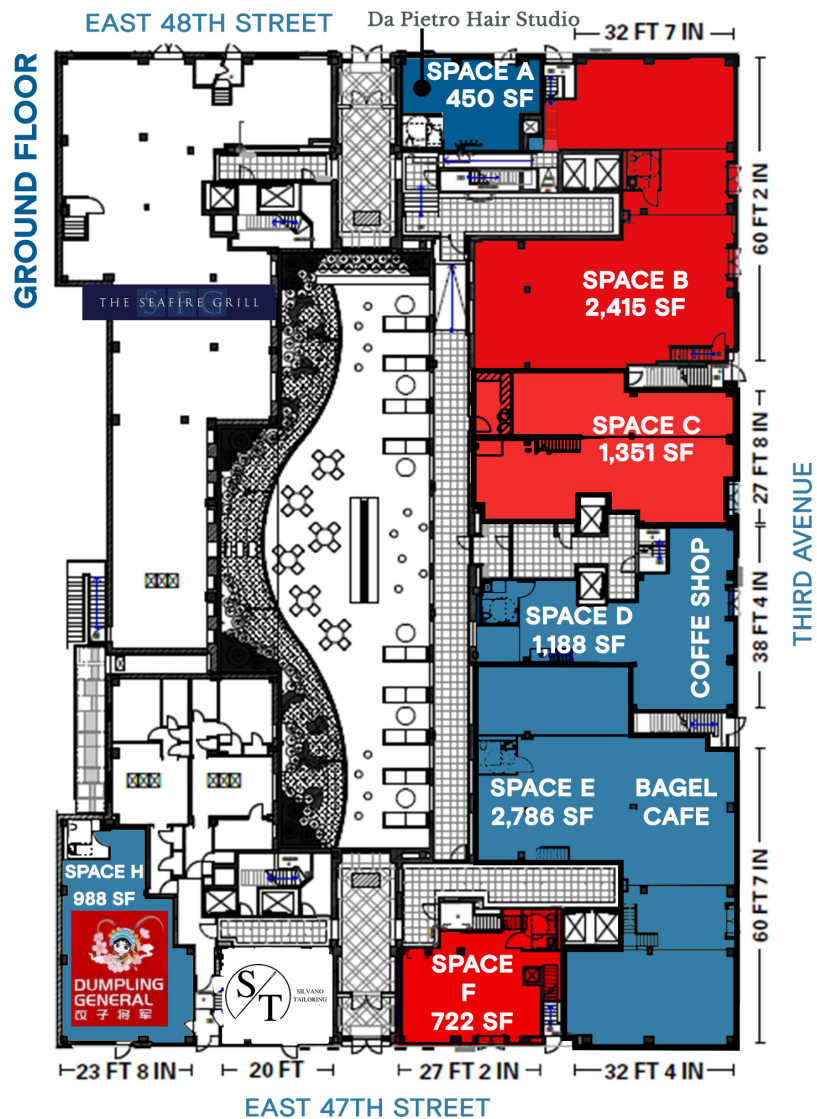 EAST 48TH STREET
Da Pietro Hair Studio
32 FT 7 IN
GROUND FLOOR
SPACE A
450 SF
60 FT 2 IN
SPACE B
2,415 SF
THE SEAFIRE GRILL
SFG
SPACE C
1,351 SF
27 FT 8 IN
THIRD AVENUE
SPACE D
1,188 SF
COFFE SHOP
38 FT 4 IN
SPACE E
2,786 SF
BAGEL
CAFE
60 FT 7 IN
SPACE H
988 SF
DUMPLING
GENERAL
饺子将军
S/T
SILVANO
TAILORING
SPACE
F
722 SF
23 FT 8 IN
20 FT
27 FT 2 IN
32 FT 4 IN
EAST 47TH STREET